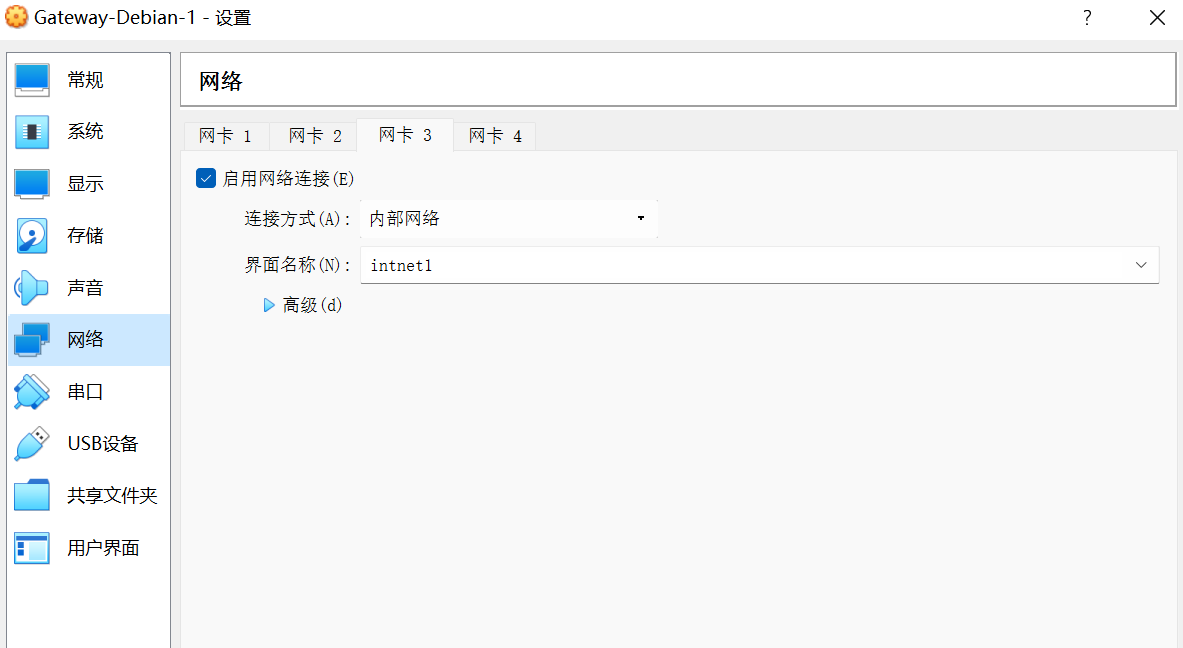 Gateway-Debian-1 - 设置
?
常规
系统
显示
存储
声音
网络
串口
USB设备
共享文件夹
用户界面
网络
网卡 1
网卡 2
网卡 3
网卡 4
启用网络连接(E)
连接方式(A): 内部网络
界面名称(N): intnet1
高级(d)